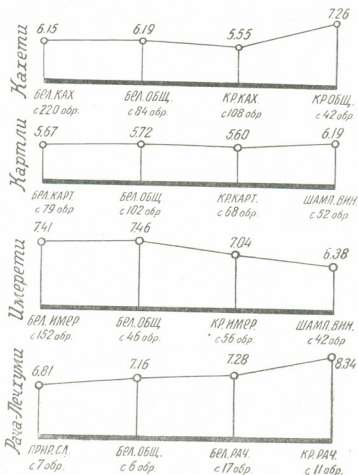 Кахети
6.15 6.19 5.55 7.26
БЕЛ.КАХ БЕЛ.ОБЩ. КР.КАХ. КР.ОБЩ.
с 220 обр. с 84 обр. с 108 обр с 42 обр.
Картли
5.67 5.72 5.60 6.19
БЕЛ.КАРТ. БЕЛ.ОБЩ. КР.КАРТ. ШАМП.ВИН.
с 79 обр с 102 обр с 68 обр. с 52 обр.
Имерети
7.41 7.46 7.04 6.38
БЕЛ.ИМЕР БЕЛ.ОБЩ КР.ИМЕР. ШАМП.ВИН.
с 152 обр с 46 обр. с 56 обр. с 42 обр
Рача-Лечхуми
6.81 7.16 7.28 8.34
ПРИР.СЛ. БЕЛ.ОБЩ. БЕЛ.РАЧ. КР.РАЧ.
с 7 обр. с 6 обр. с 17 обр с 11 обр.